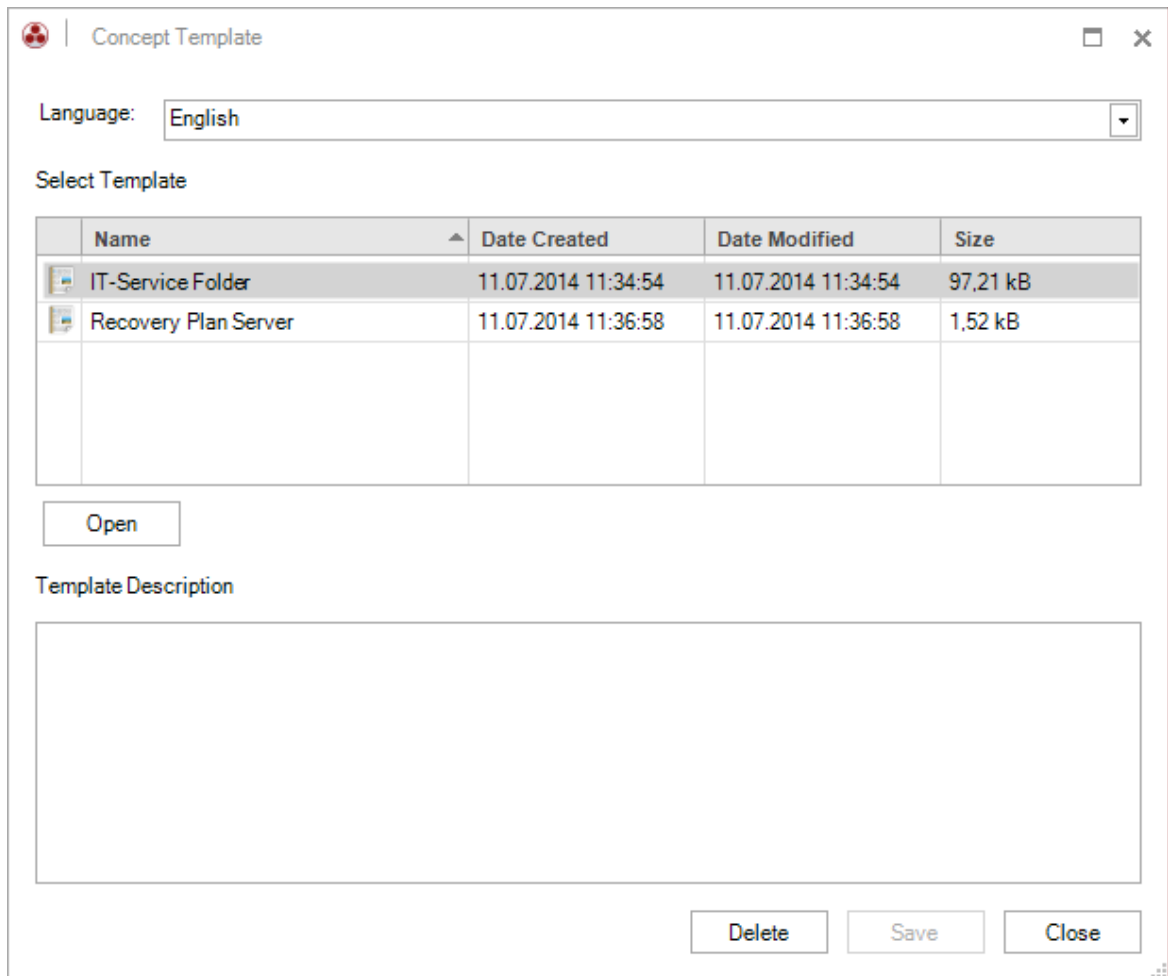 Concept Template
Language: English
Select Template
Name Date Created Date Modified Size
IT-Service Folder 11.07.2014 11:34:54 11.07.2014 11:34:54 97,21 kB
Recovery Plan Server 11.07.2014 11:36:58 11.07.2014 11:36:58 1,52 kB
Open
Template Description
Delete Save Close